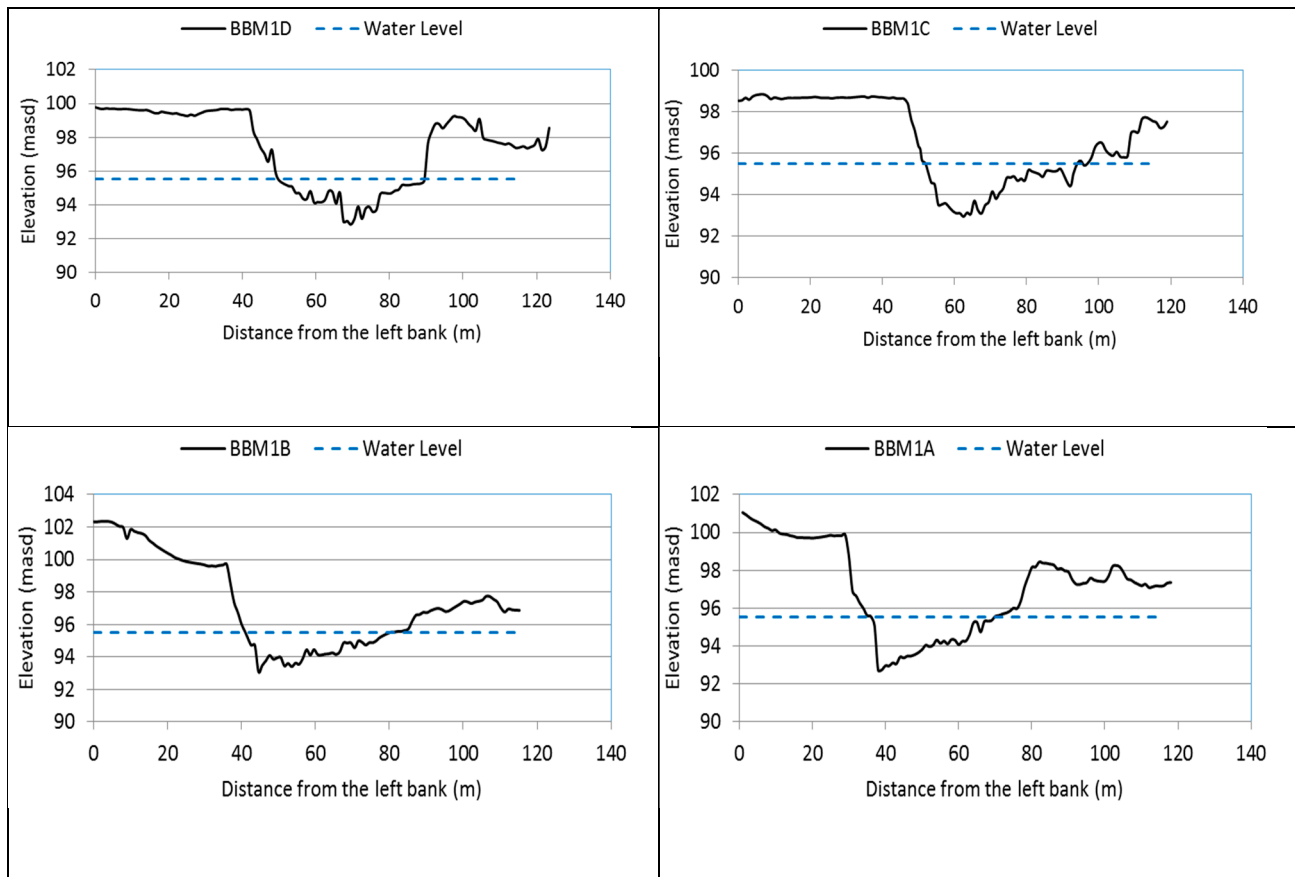 BBM1D Water Level
Elevation (masd)
102
100
98
96
94
92
90
0 20 40 60 80 100 120 140
Distance from the left bank (m)
BBM1C Water Level
Elevation (masd)
100
98
96
94
92
90
0 20 40 60 80 100 120 140
Distance from the left bank (m)
BBM1B Water Level
Elevation (masd)
104
102
100
98
96
94
92
90
0 20 40 60 80 100 120 140
Distance from the left bank (m)
BBM1A Water Level
Elevation (masd)
102
100
98
96
94
92
90
0 20 40 60 80 100 120 140
Distance from the left bank (m)